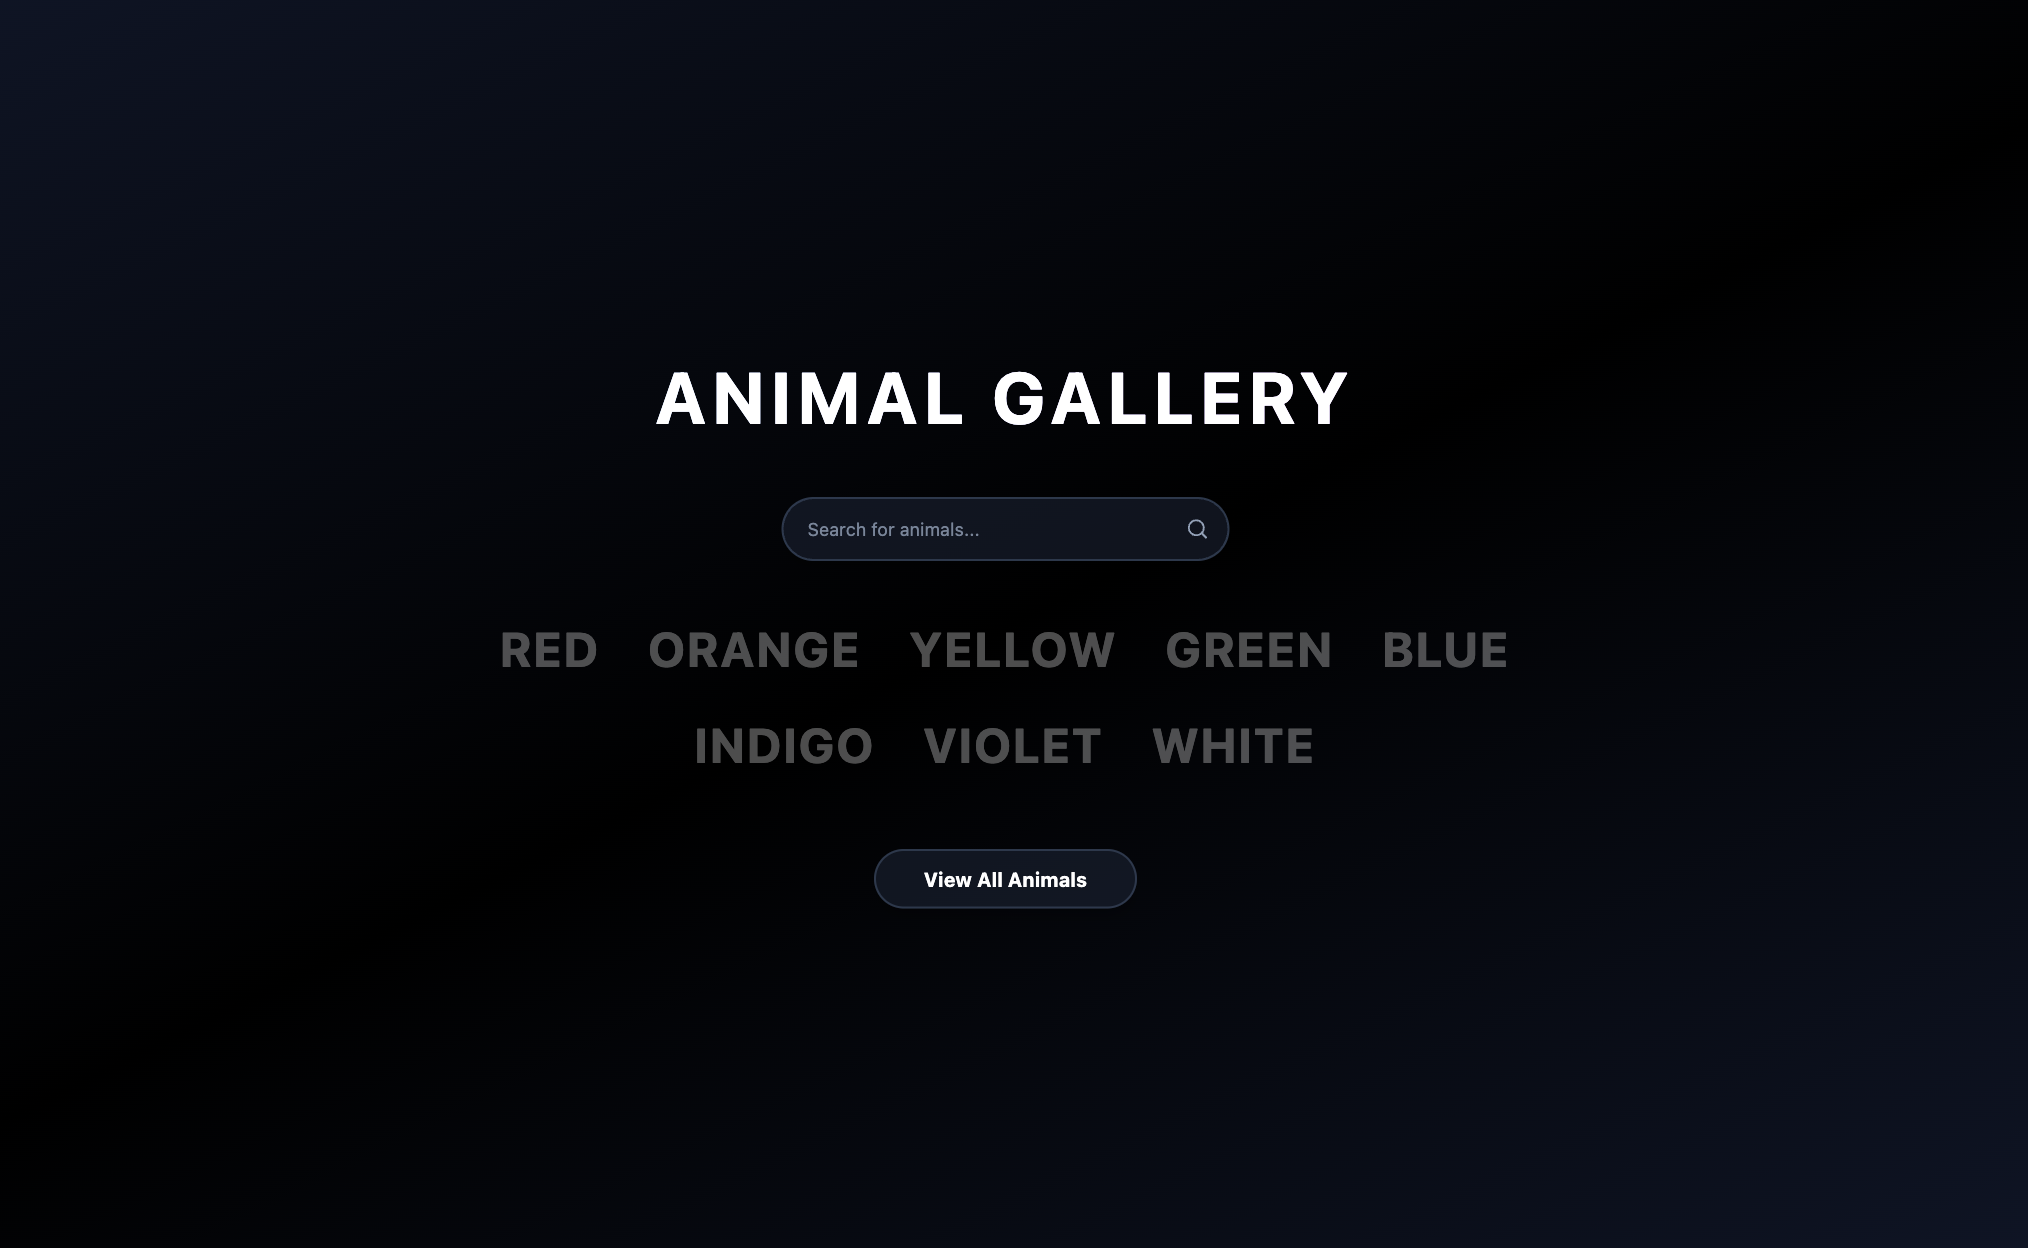 ANIMAL GALLERY
Search for animals...
RED ORANGE YELLOW GREEN BLUE
INDIGO VIOLET WHITE
View All Animals